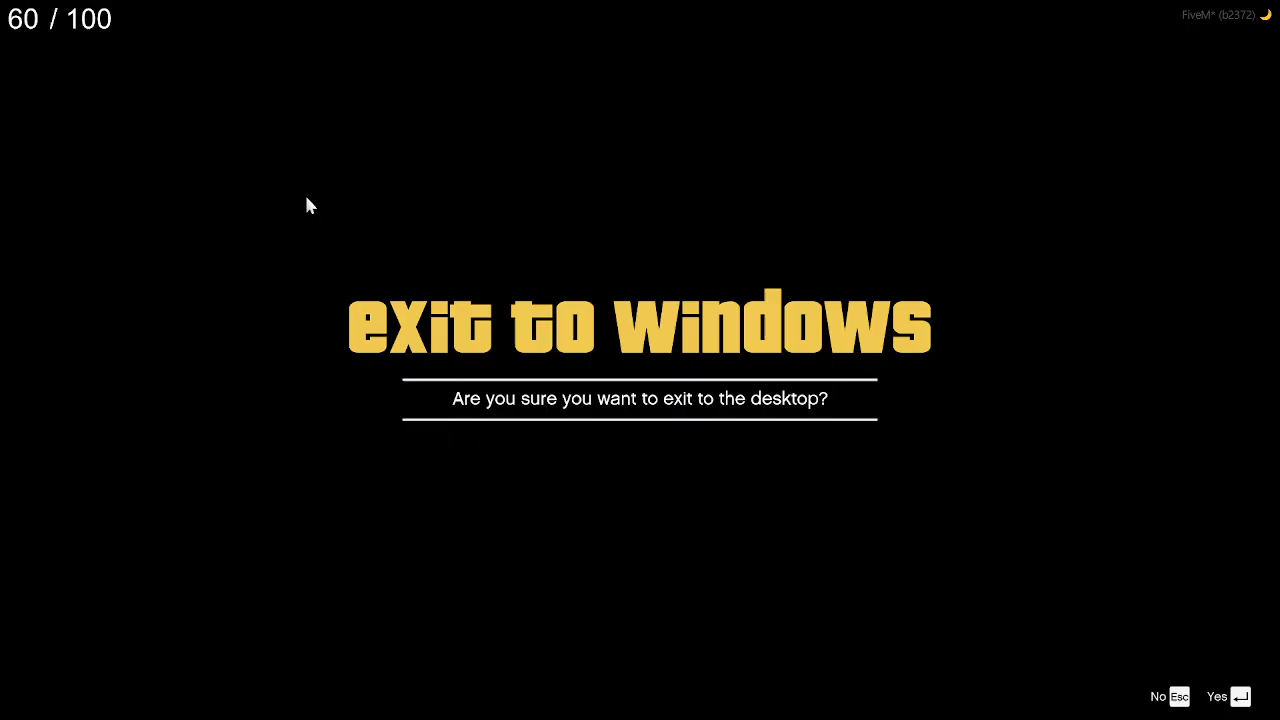 60 / 100
FiveM* (b2372)
exit to windows
Are you sure you want to exit to the desktop?
No Esc Yes